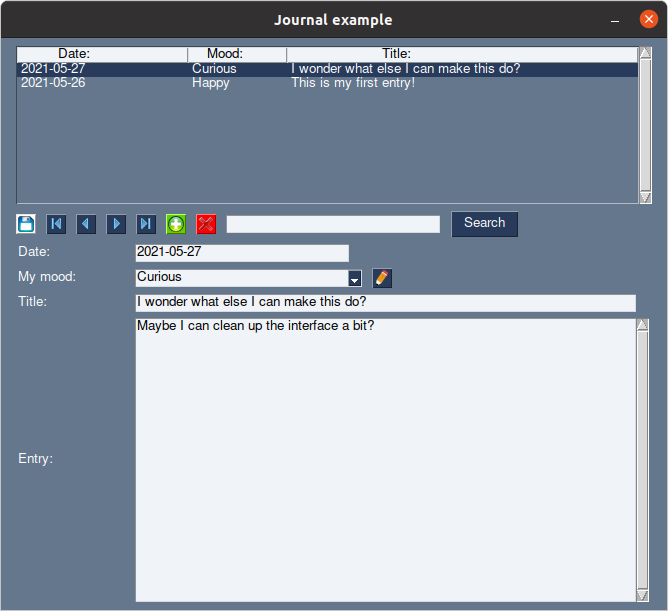 Journal example
Date: Mood: Title:
2021-05-27 Curious I wonder what else I can make this do?
2021-05-26 Happy This is my first entry!
Search
Date: 2021-05-27
My mood: Curious
Title: I wonder what else I can make this do?
Maybe I can clean up the interface a bit?
Entry: